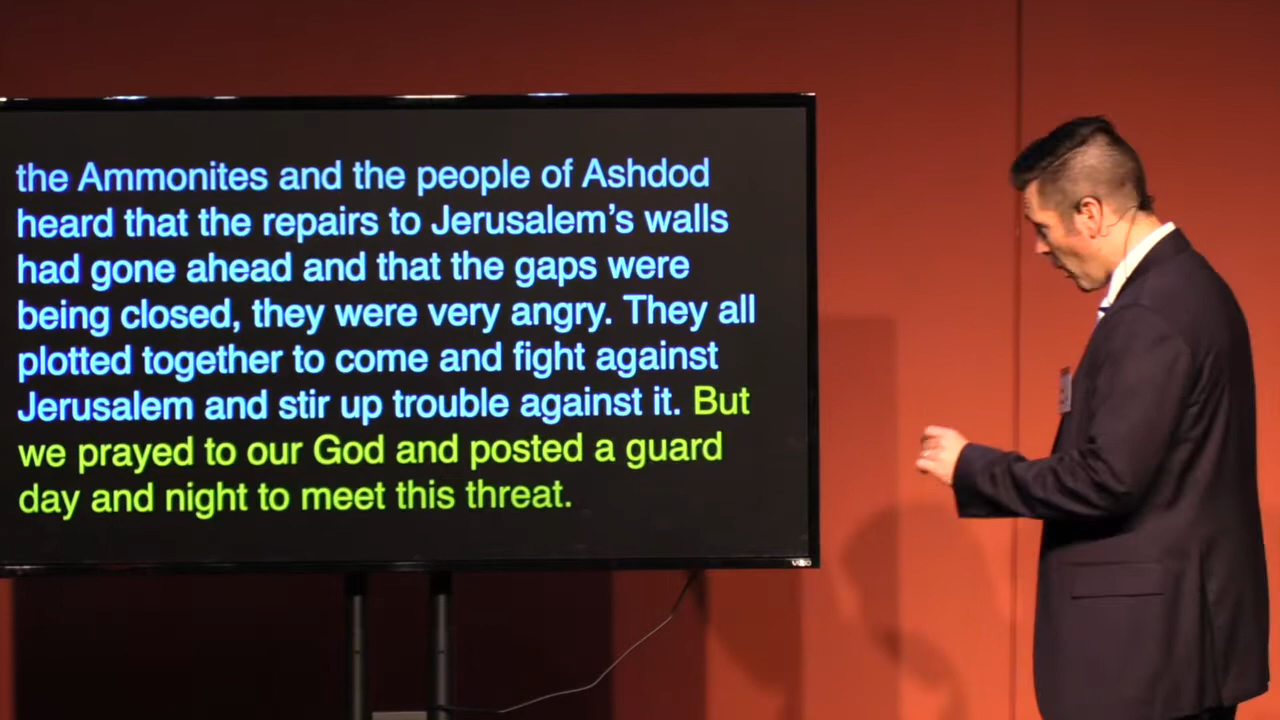 the Ammonites and the people of Ashdod
heard that the repairs to Jerusalem’s walls
had gone ahead and that the gaps were
being closed, they were very angry. They all
plotted together to come and fight against
Jerusalem and stir up trouble against it. But
we prayed to our God and posted a guard
day and night to meet this threat.